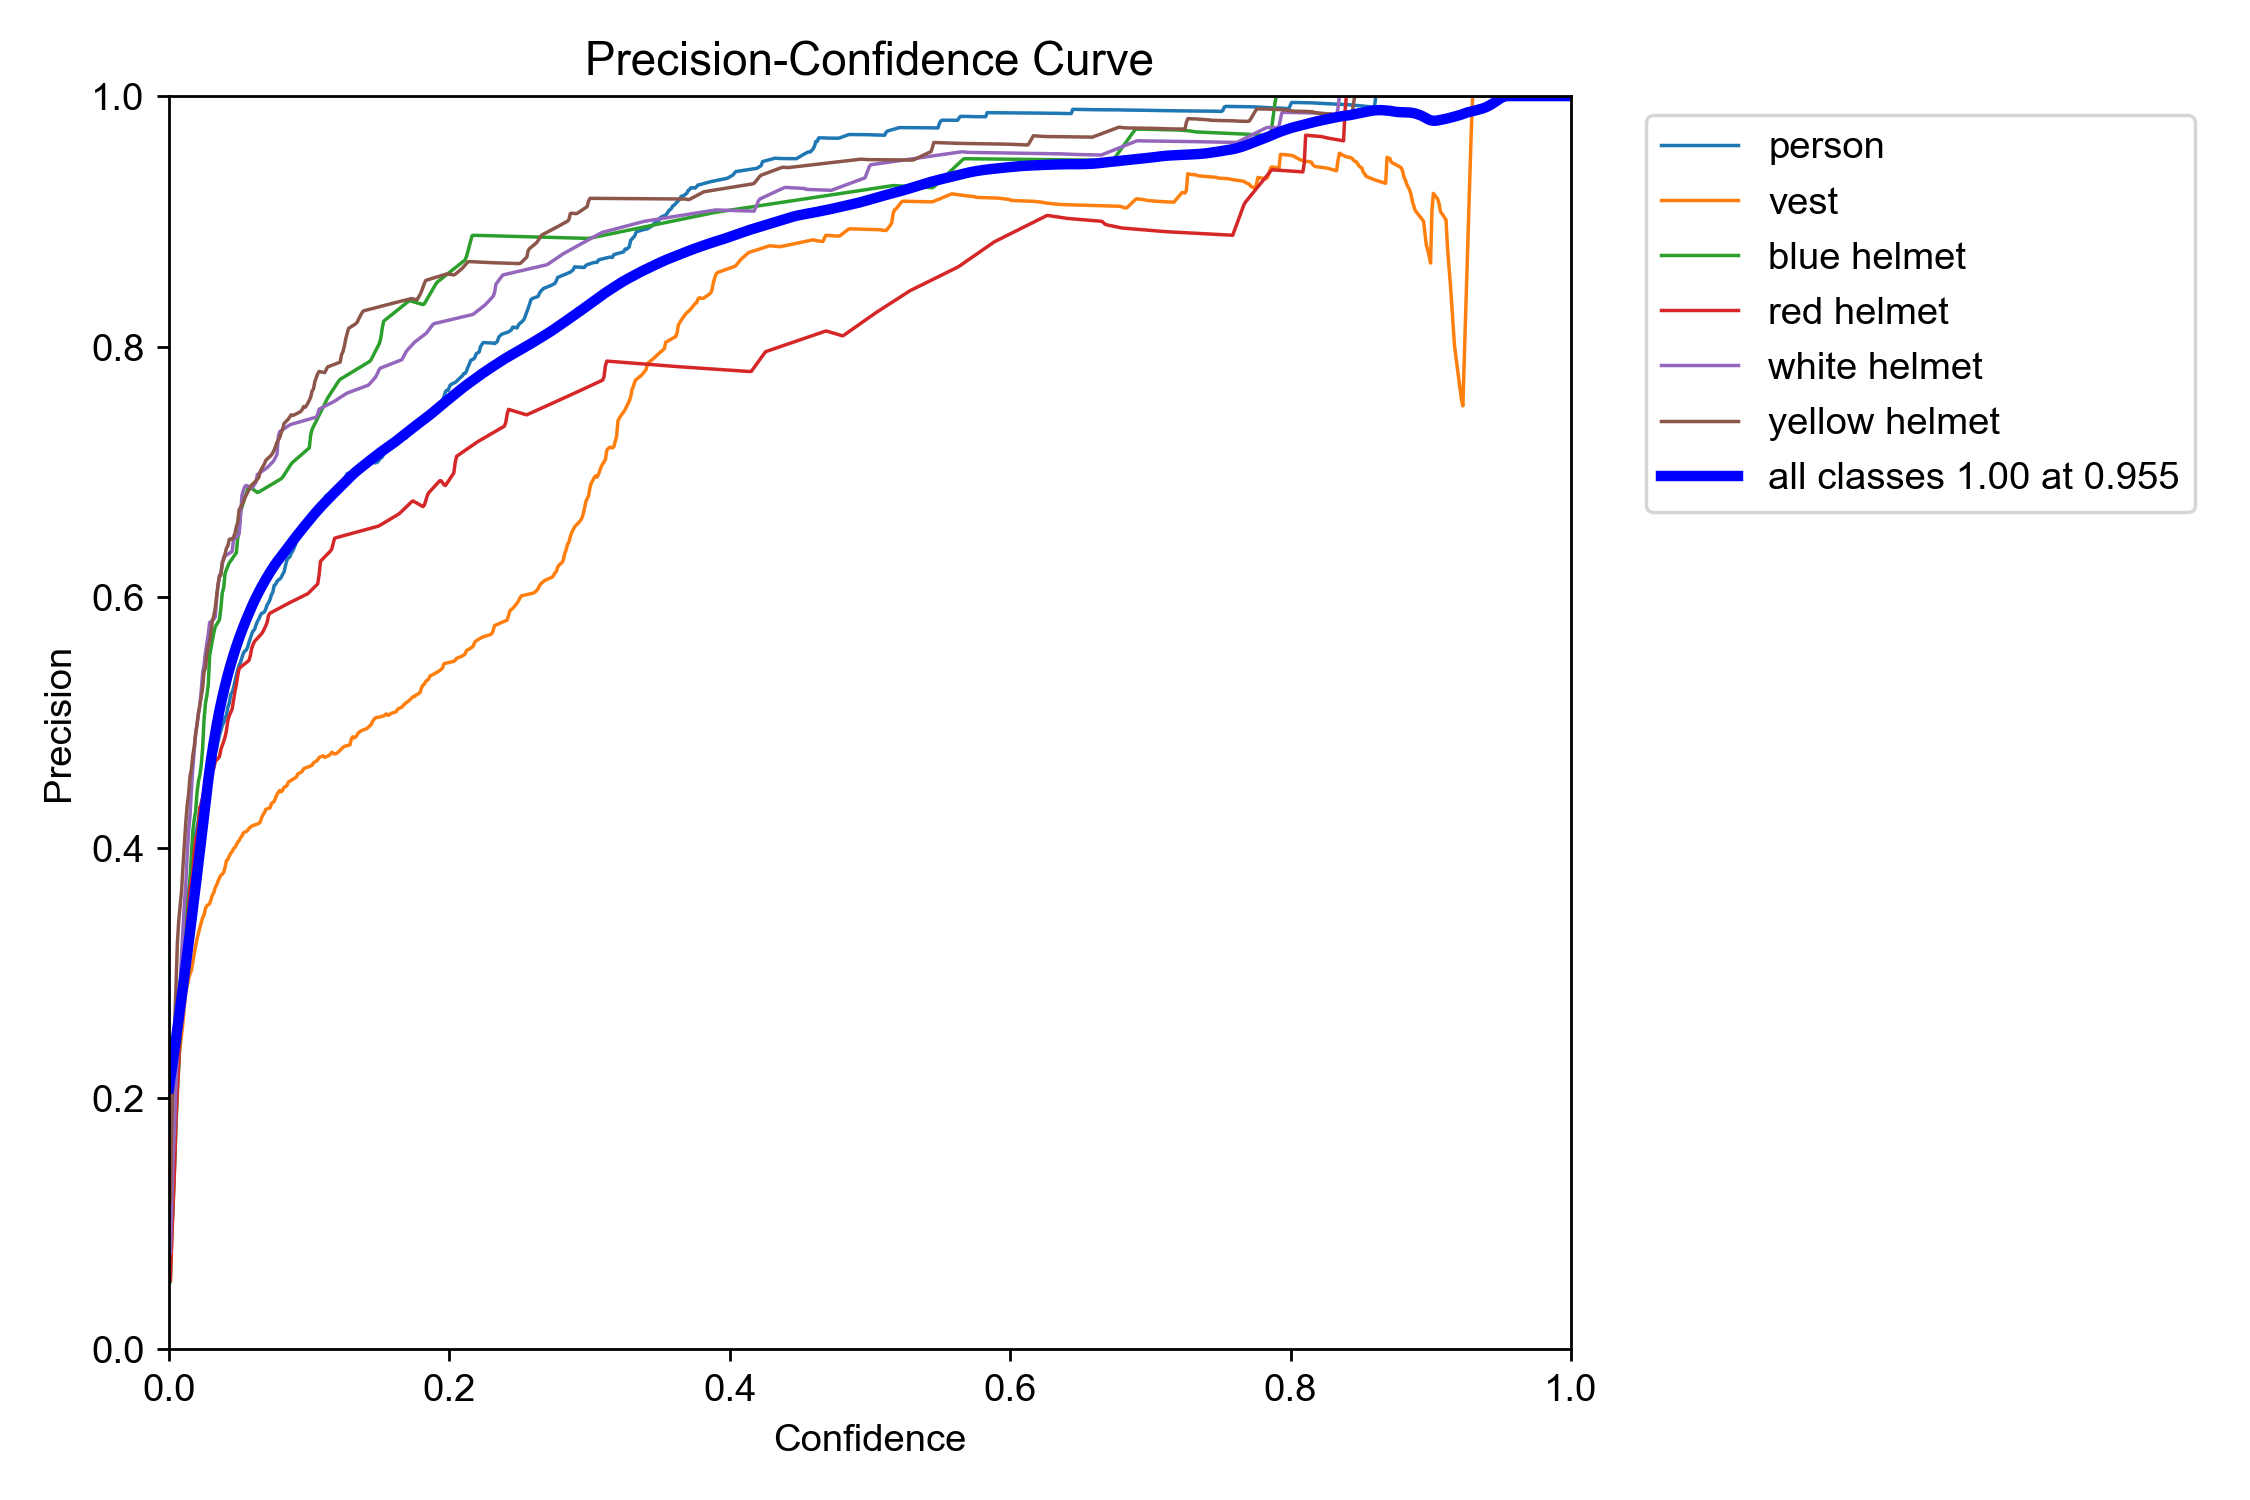 Precision-Confidence Curve
1.0
0.8
0.6
0.4
0.2
0.0
Precision
0.0 0.2 0.4 0.6 0.8 1.0
Confidence
person
vest
blue helmet
red helmet
white helmet
yellow helmet
all classes 1.00 at 0.955